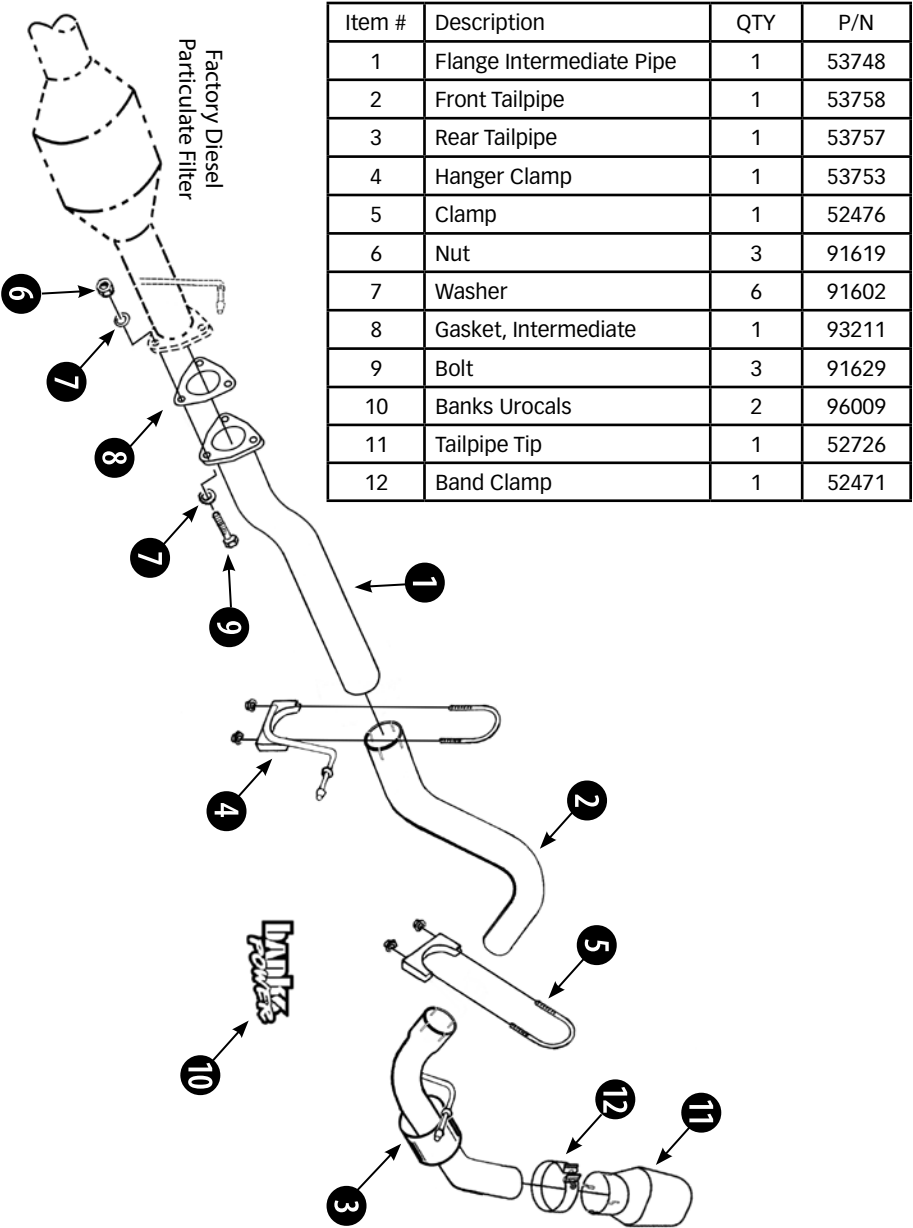 Item # Description QTY P/N
1 Flange Intermediate Pipe 1 53748
2 Front Tailpipe 1 53758
3 Rear Tailpipe 1 53757
4 Hanger Clamp 1 53753
5 Clamp 1 52476
6 Nut 3 91619
7 Washer 6 91602
8 Gasket, Intermediate 1 93211
9 Bolt 3 91629
10 Banks Urocals 2 96009
11 Tailpipe Tip 1 52726
12 Band Clamp 1 52471
Factory Diesel
Particulate Filter
6
7
8
7
9
1
4
2
5
banks
POWER
10
12
11
3